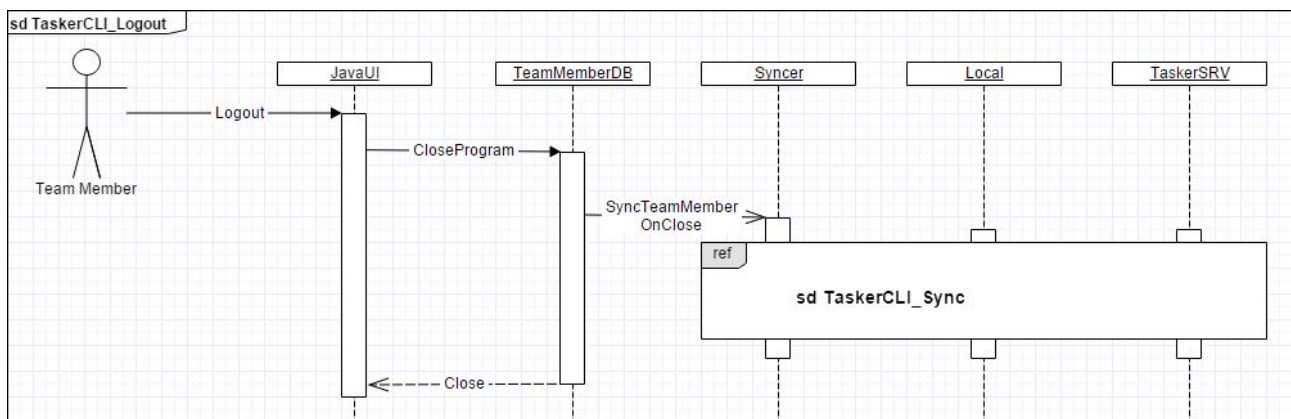 sd TaskerCLI_Logout
JavaUI
TeamMemberDB
Syncer
Local
TaskerSRV
Logout
CloseProgram
Team Member
SyncTeamMember
OnClose
ref
sd TaskerCLI_Sync
Close